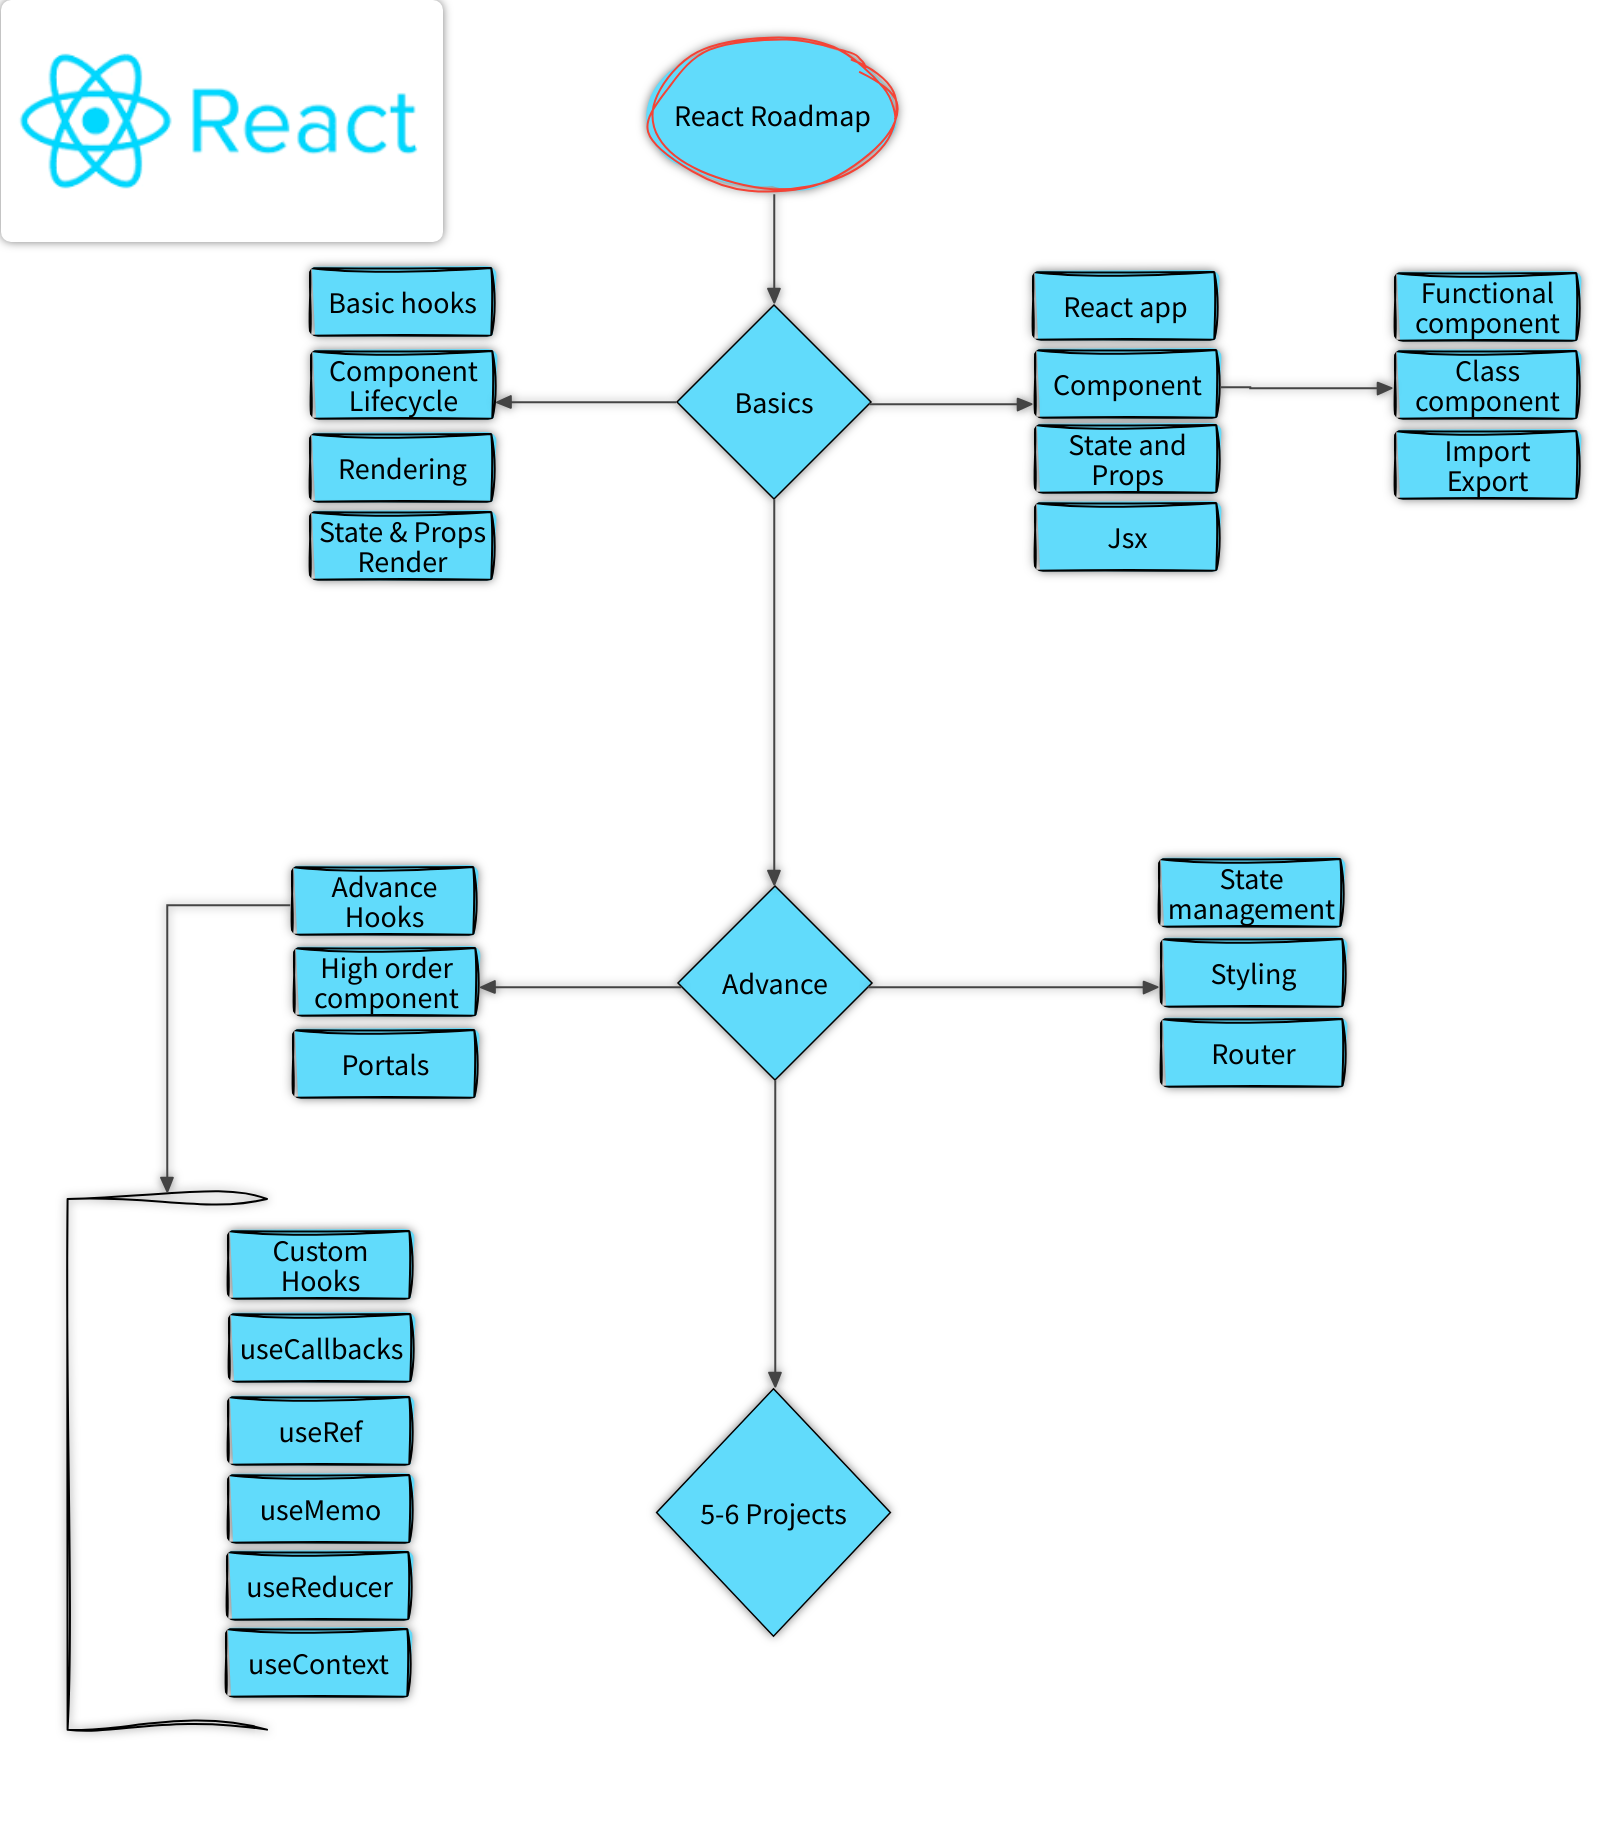 React
React Roadmap
Basic hooks
Component
Lifecycle
Rendering
State & Props
Render
Basics
React app
Component
State and
Props
Jsx
Functional
component
Class
component
Import
Export
Advance
Hooks
High order
component
Portals
Advance
State
management
Styling
Router
Custom
Hooks
useCallbacks
useRef
useMemo
useReducer
useContext
5-6 Projects